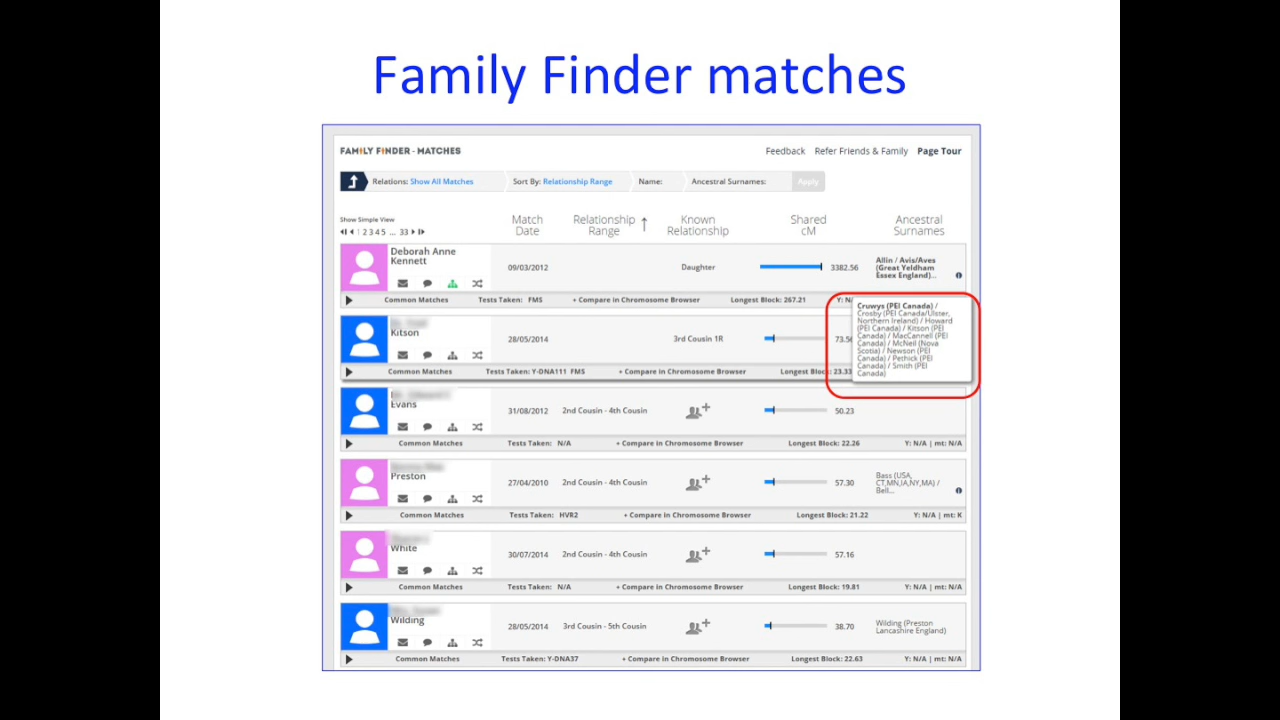 Family Finder matches
FAMILY FINDER - MATCHES
Feedback Refer Friends & Family Page Tour
Relations: Show All Matches Sort By: Relationship Range Name: Ancestral Surnames: Apply
Show Simple View
1 2 3 4 5 ... 33
Match Date
Relationship Range
Known Relationship
Shared cM
Ancestral Surnames
Deborah Anne
Kennett
09/03/2012 Daughter 3382.56
Allin / Avis/Aves
(Great Yeldham
Essex England)...
Common Matches Tests Taken: FMS + Compare in Chromosome Browser Longest Block: 267.21 Y: N/
Kitson
28/05/2014 3rd Cousin 1R 73.56
Cruwys (PEI Canada) /
Crosby (PEI Canada/Ulster,
Northern Ireland) / Howard
(PEI Canada) / Kitson (PEI
Canada) / MacCannell (PEI
Canada) / McNeil (Nova
Scotia) / Newson (PEI
Canada) / Pethick (PEI
Canada) / Smith (PEI
Canada)
Common Matches Tests Taken: Y-DNA111 FMS + Compare in Chromosome Browser Longest Block: 23.33
Evans
31/08/2012 2nd Cousin - 4th Cousin 50.23
Common Matches Tests Taken: N/A + Compare in Chromosome Browser Longest Block: 22.26 Y: N/A | mt: N/A
Preston
27/04/2010 2nd Cousin - 4th Cousin 57.30
Bass (USA,
CT,MN,IA,NY,MA) /
Bell...
Common Matches Tests Taken: HVR2 + Compare in Chromosome Browser Longest Block: 21.22 Y: N/A | mt: K
White
30/07/2014 2nd Cousin - 4th Cousin 57.16
Common Matches Tests Taken: N/A + Compare in Chromosome Browser Longest Block: 19.81 Y: N/A | mt: N/A
Wilding
28/05/2014 3rd Cousin - 5th Cousin 38.70
Wilding (Preston
Lancashire England)
Common Matches Tests Taken: Y-DNA37 + Compare in Chromosome Browser Longest Block: 22.63 Y: N/A | mt: N/A